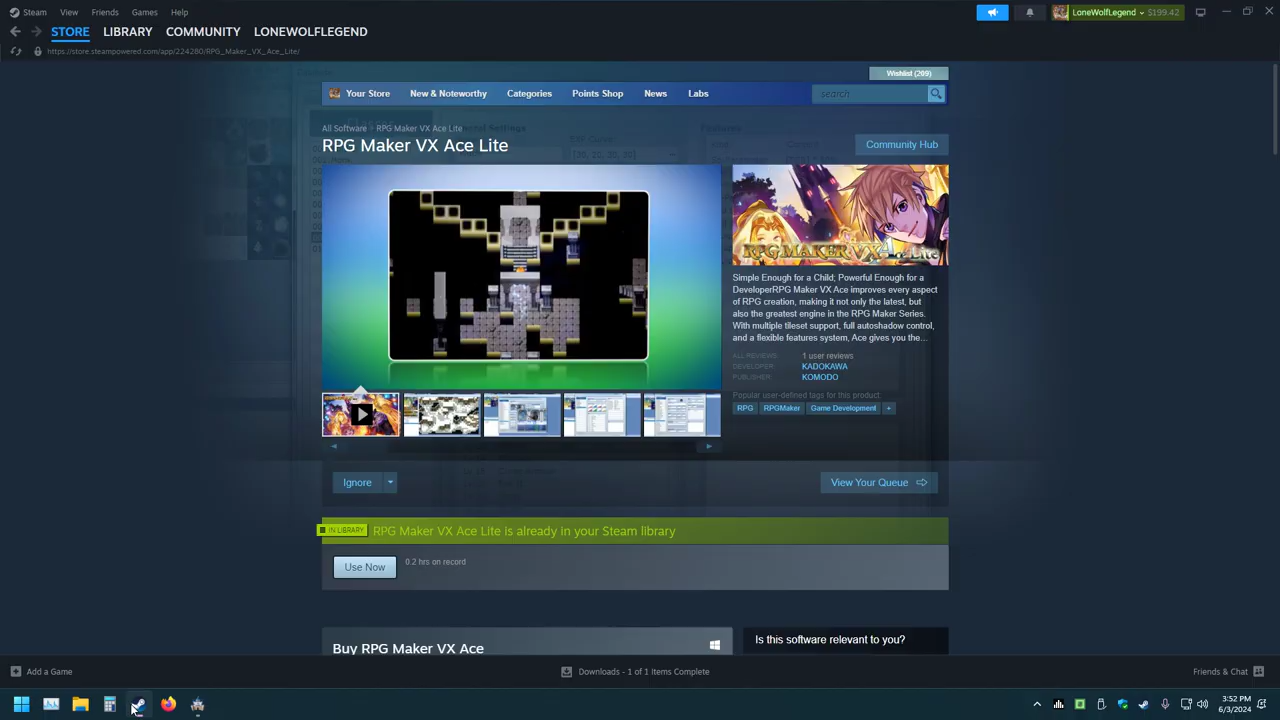 Steam View Friends Games Help
LoneWolfLegend $199.42
STORE LIBRARY COMMUNITY LONEWOLFLEGEND
https://store.steampowered.com/app/224280/RPG_Maker_VX_Ace_Lite/
Wishlist (209)
Your Store New & Noteworthy Categories Points Shop News Labs search
All Software > RPG Maker VX Ace Lite
RPG Maker VX Ace Lite
Community Hub
RPG MAKER VX Ace Lite
Simple Enough for a Child; Powerful Enough for a
DeveloperRPG Maker VX Ace improves every aspect
of RPG creation, making it not only the latest, but
also the greatest engine in the RPG Maker Series.
With multiple tileset support, full autoshadow control,
and a flexible features system, Ace gives you the...
ALL REVIEWS: 1 user reviews
DEVELOPER: KADOKAWA
PUBLISHER: KOMODO
Popular user-defined tags for this product:
RPG RPGMaker Game Development +
Ignore View Your Queue
IN LIBRARY RPG Maker VX Ace Lite is already in your Steam library
Use Now 0.2 hrs on record
Buy RPG Maker VX Ace
Is this software relevant to you?
Add a Game Downloads - 1 of 1 Items Complete Friends & Chat
3:52 PM
6/3/2024